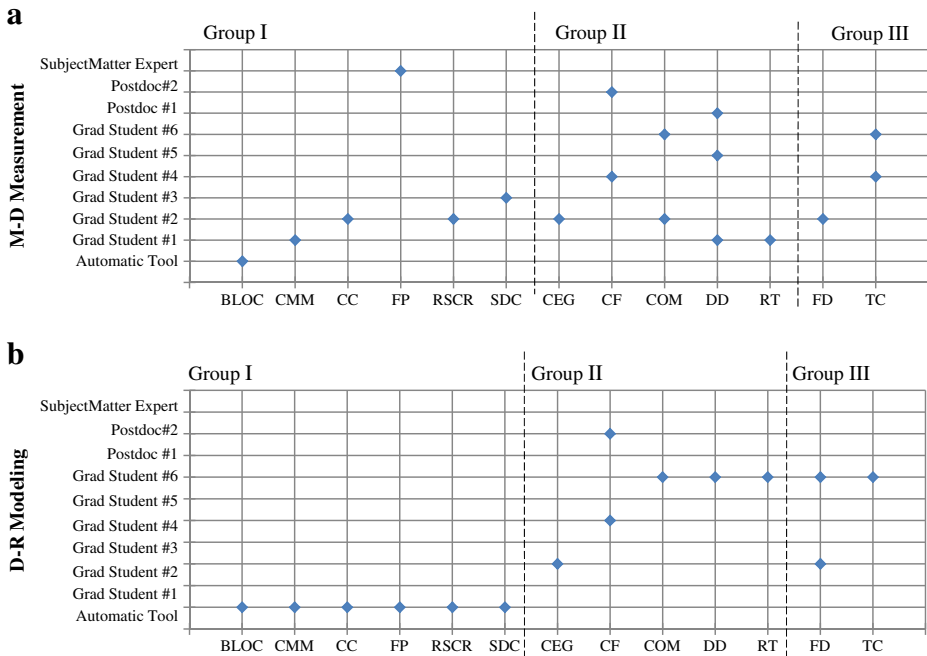 a
Group I
Group II
Group III
M-D Measurement
SubjectMatter Expert
Postdoc#2
Postdoc #1
Grad Student #6
Grad Student #5
Grad Student #4
Grad Student #3
Grad Student #2
Grad Student #1
Automatic Tool
BLOC CMM CC FP RSCR SDC CEG CF COM DD RT FD TC
b
Group I
Group II
Group III
D-R Modeling
SubjectMatter Expert
Postdoc#2
Postdoc #1
Grad Student #6
Grad Student #5
Grad Student #4
Grad Student #3
Grad Student #2
Grad Student #1
Automatic Tool
BLOC CMM CC FP RSCR SDC CEG CF COM DD RT FD TC